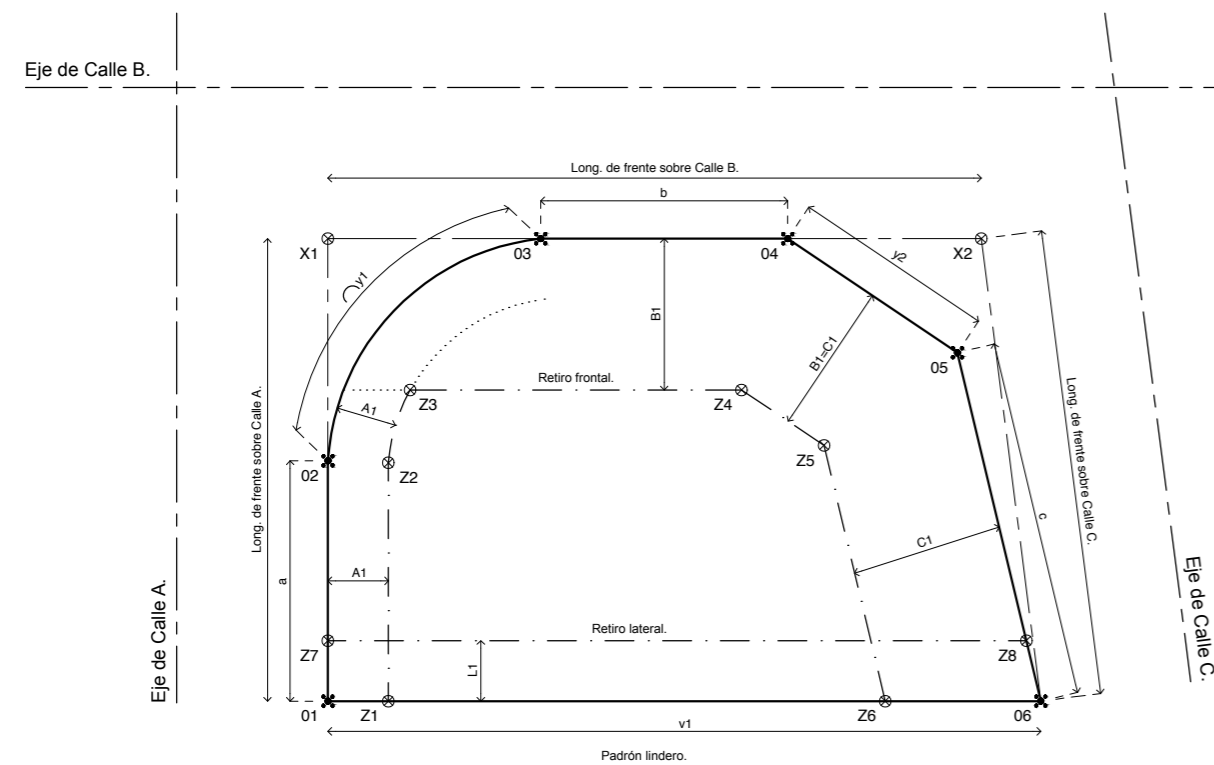 Eje de Calle B.
Long. de frente sobre Calle B.
b
X1
03
04
X2
y1
y2
B1
B1=C1
05
Retiro frontal.
Z3
Z4
A1
Z5
02
Z2
Long. de frente sobre Calle A.
Long. de frente sobre Calle C.
c
C1
a
A1
Eje de Calle A.
Eje de Calle C.
Retiro lateral.
Z7
Z8
L1
01
Z1
Z6
06
v1
Padrón lindero.